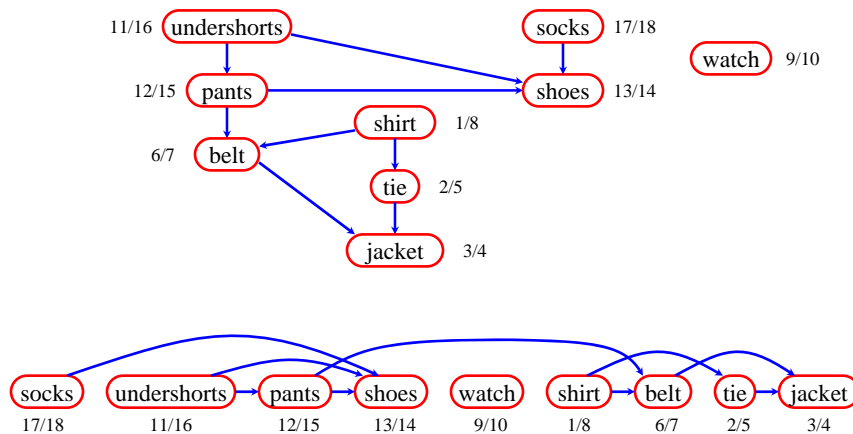 11/16 undershorts socks 17/18
watch 9/10
12/15 pants shoes 13/14
shirt 1/8
6/7 belt
tie 2/5
jacket 3/4
socks undershorts pants shoes watch shirt belt tie jacket
17/18 11/16 12/15 13/14 9/10 1/8 6/7 2/5 3/4